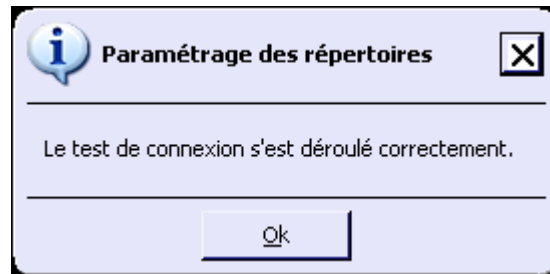 Paramétrage des répertoires
Le test de connexion s'est déroulé correctement.
Ok